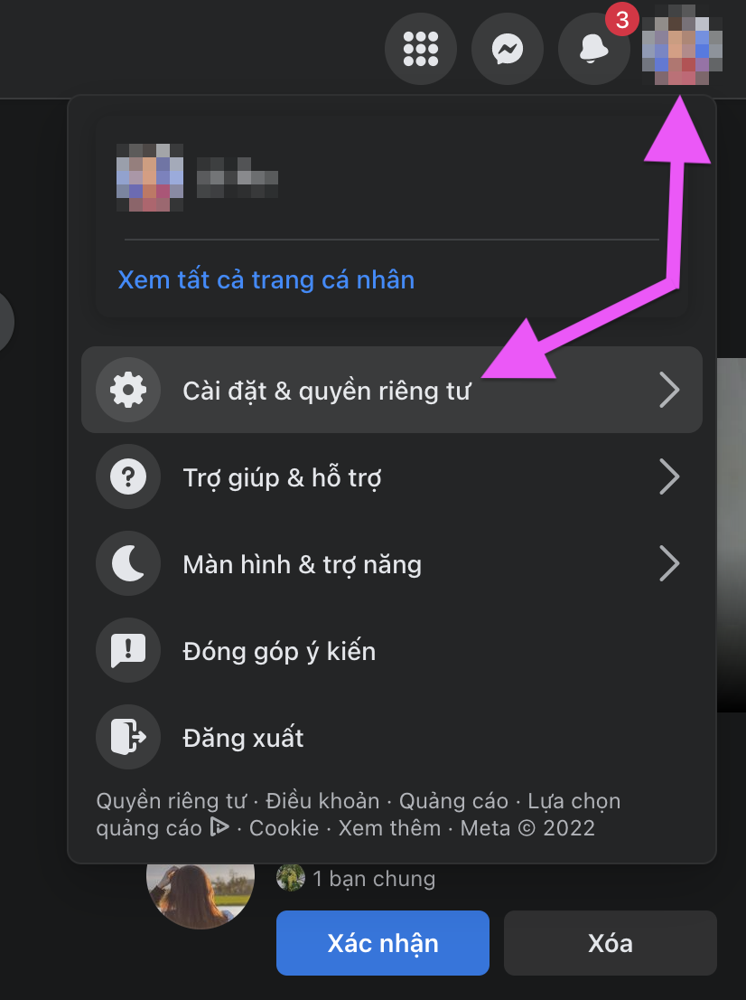 3
Xem tất cả trang cá nhân
Cài đặt & quyền riêng tư
Trợ giúp & hỗ trợ
Màn hình & trợ năng
Đóng góp ý kiến
Đăng xuất
Quyền riêng tư · Điều khoản · Quảng cáo · Lựa chọn
quảng cáo · Cookie · Xem thêm · Meta © 2022
1 bạn chung
Xác nhận
Xóa